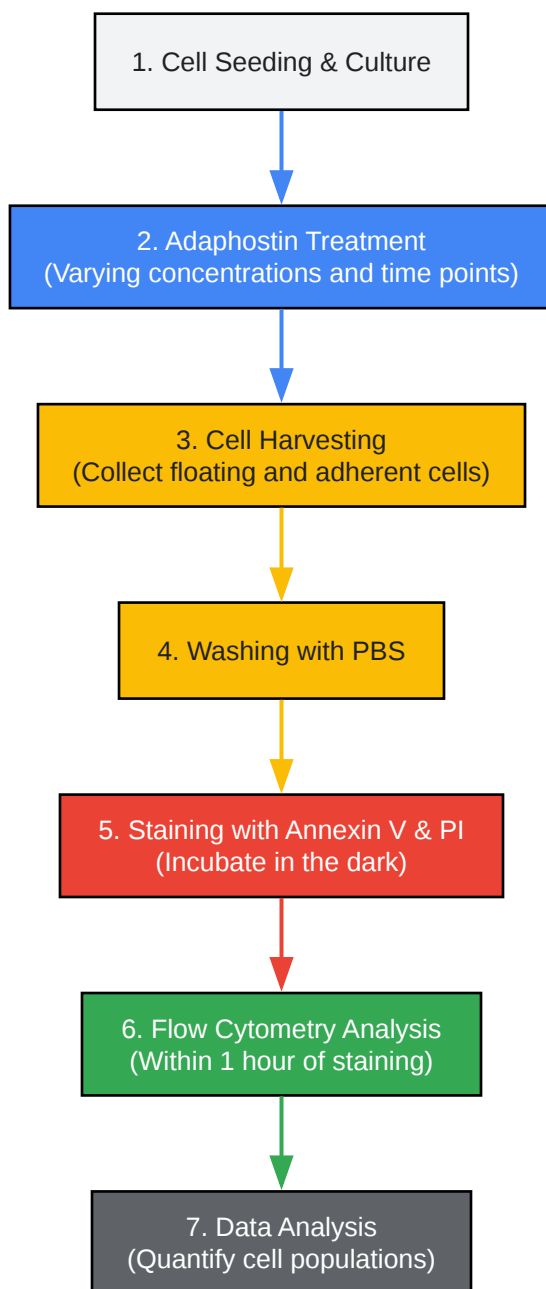 1. Cell Seeding & Culture
2. Adaphostin Treatment
(Varying concentrations and time points)
3. Cell Harvesting
(Collect floating and adherent cells)
4. Washing with PBS
5. Staining with Annexin V & PI
(Incubate in the dark)
6. Flow Cytometry Analysis
(Within 1 hour of staining)
7. Data Analysis
(Quantify cell populations)